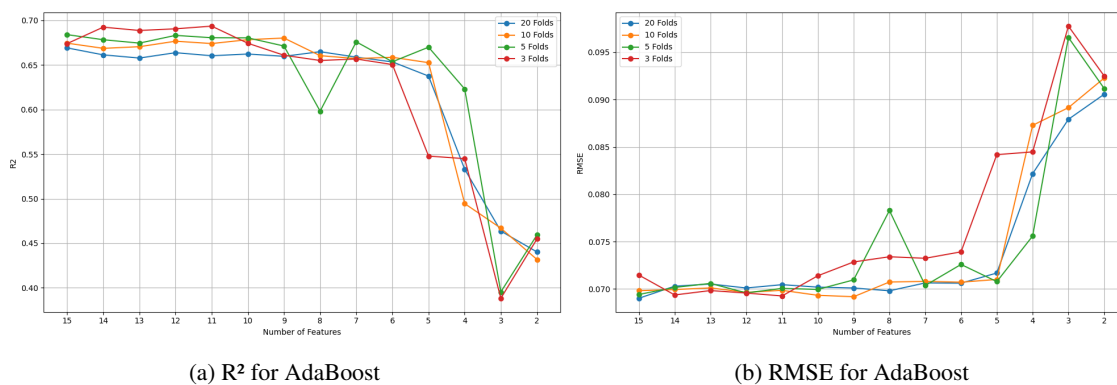 0.70
0.65
0.60
0.55
0.50
0.45
0.40
R2
15 14 13 12 11 10 9 8 7 6 5 4 3 2
Number of Features
20 Folds
10 Folds
5 Folds
3 Folds
(a) R² for AdaBoost
0.095
0.090
0.085
0.080
0.075
0.070
RMSE
15 14 13 12 11 10 9 8 7 6 5 4 3 2
Number of Features
20 Folds
10 Folds
5 Folds
3 Folds
(b) RMSE for AdaBoost